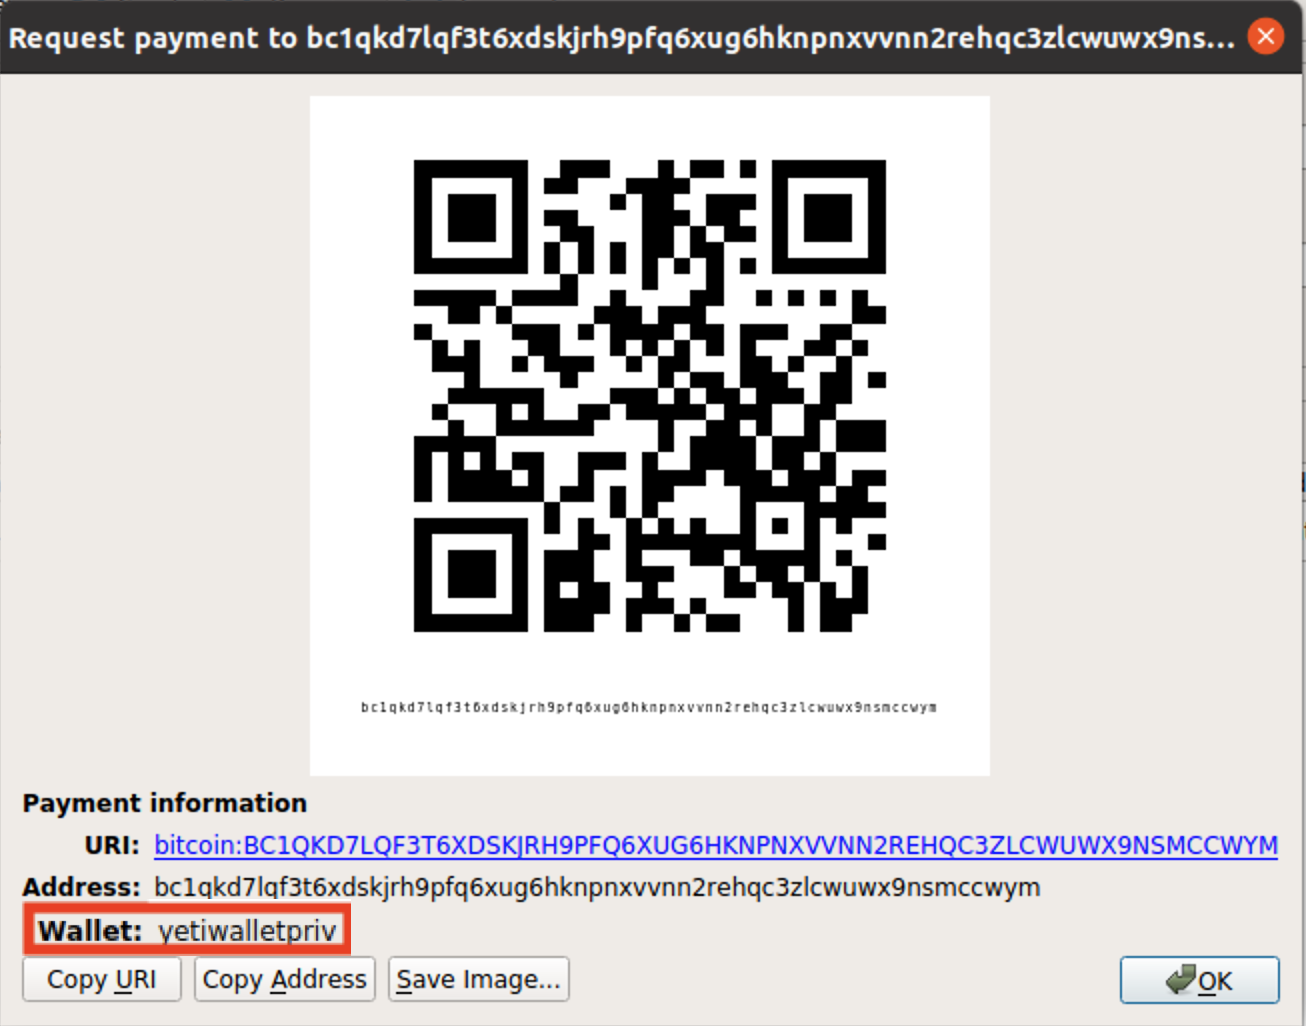 Request payment to bc1qkd7lqf3t6xdskjrh9pfq6xug6hknpnxvvnn2rehqc3zlcwuwx9ns...
bc1qkd7lqf3t6xdskjrh9pfq6xug6hknpnxvvnn2rehqc3zlcwuwx9nsmccwym
Payment information
URI: bitcoin:BC1QKD7LQF3T6XDSKJRH9PFQ6XUG6HKNPNXVVNN2REHQC3ZLCWUWX9NSMCCWYM
Address: bc1qkd7lqf3t6xdskjrh9pfq6xug6hknpnxvvnn2rehqc3zlcwuwx9nsmccwym
Wallet: yetiwalletpriv
Copy URI Copy Address Save Image... OK